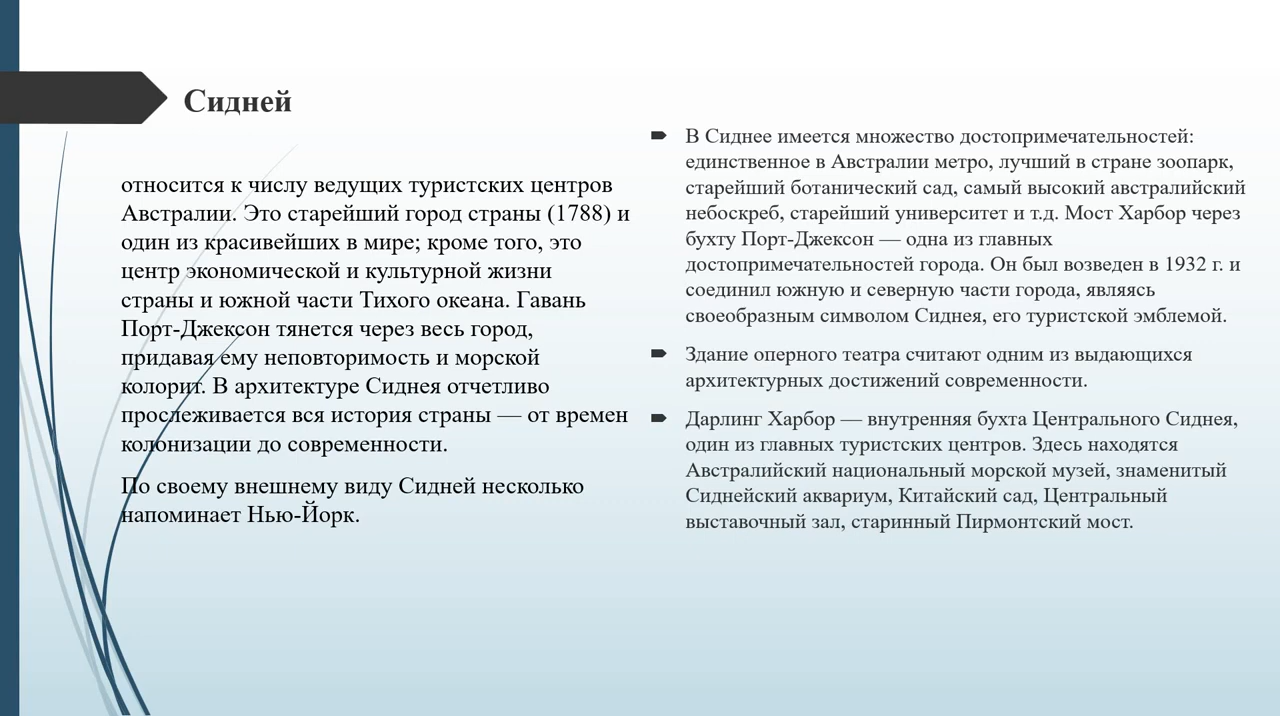 Сидней
относится к числу ведущих туристских центров
Австралии. Это старейший город страны (1788) и
один из красивейших в мире; кроме того, это
центр экономической и культурной жизни
страны и южной части Тихого океана. Гавань
Порт-Джексон тянется через весь город,
придавая ему неповторимость и морской
колорит. В архитектуре Сиднея отчетливо
прослеживается вся история страны — от времен
колонизации до современности.
По своему внешнему виду Сидней несколько
напоминает Нью-Йорк.
В Сиднее имеется множество достопримечательностей:
единственное в Австралии метро, лучший в стране зоопарк,
старейший ботанический сад, самый высокий австралийский
небоскреб, старейший университет и т.д. Мост Харбор через
бухту Порт-Джексон — одна из главных
достопримечательностей города. Он был возведен в 1932 г. и
соединил южную и северную части города, являясь
своеобразным символом Сиднея, его туристской эмблемой.
Здание оперного театра считают одним из выдающихся
архитектурных достижений современности.
Дарлинг Харбор — внутренняя бухта Центрального Сиднея,
один из главных туристских центров. Здесь находятся
Австралийский национальный морской музей, знаменитый
Сиднейский аквариум, Китайский сад, Центральный
выставочный зал, старинный Пирмонтский мост.